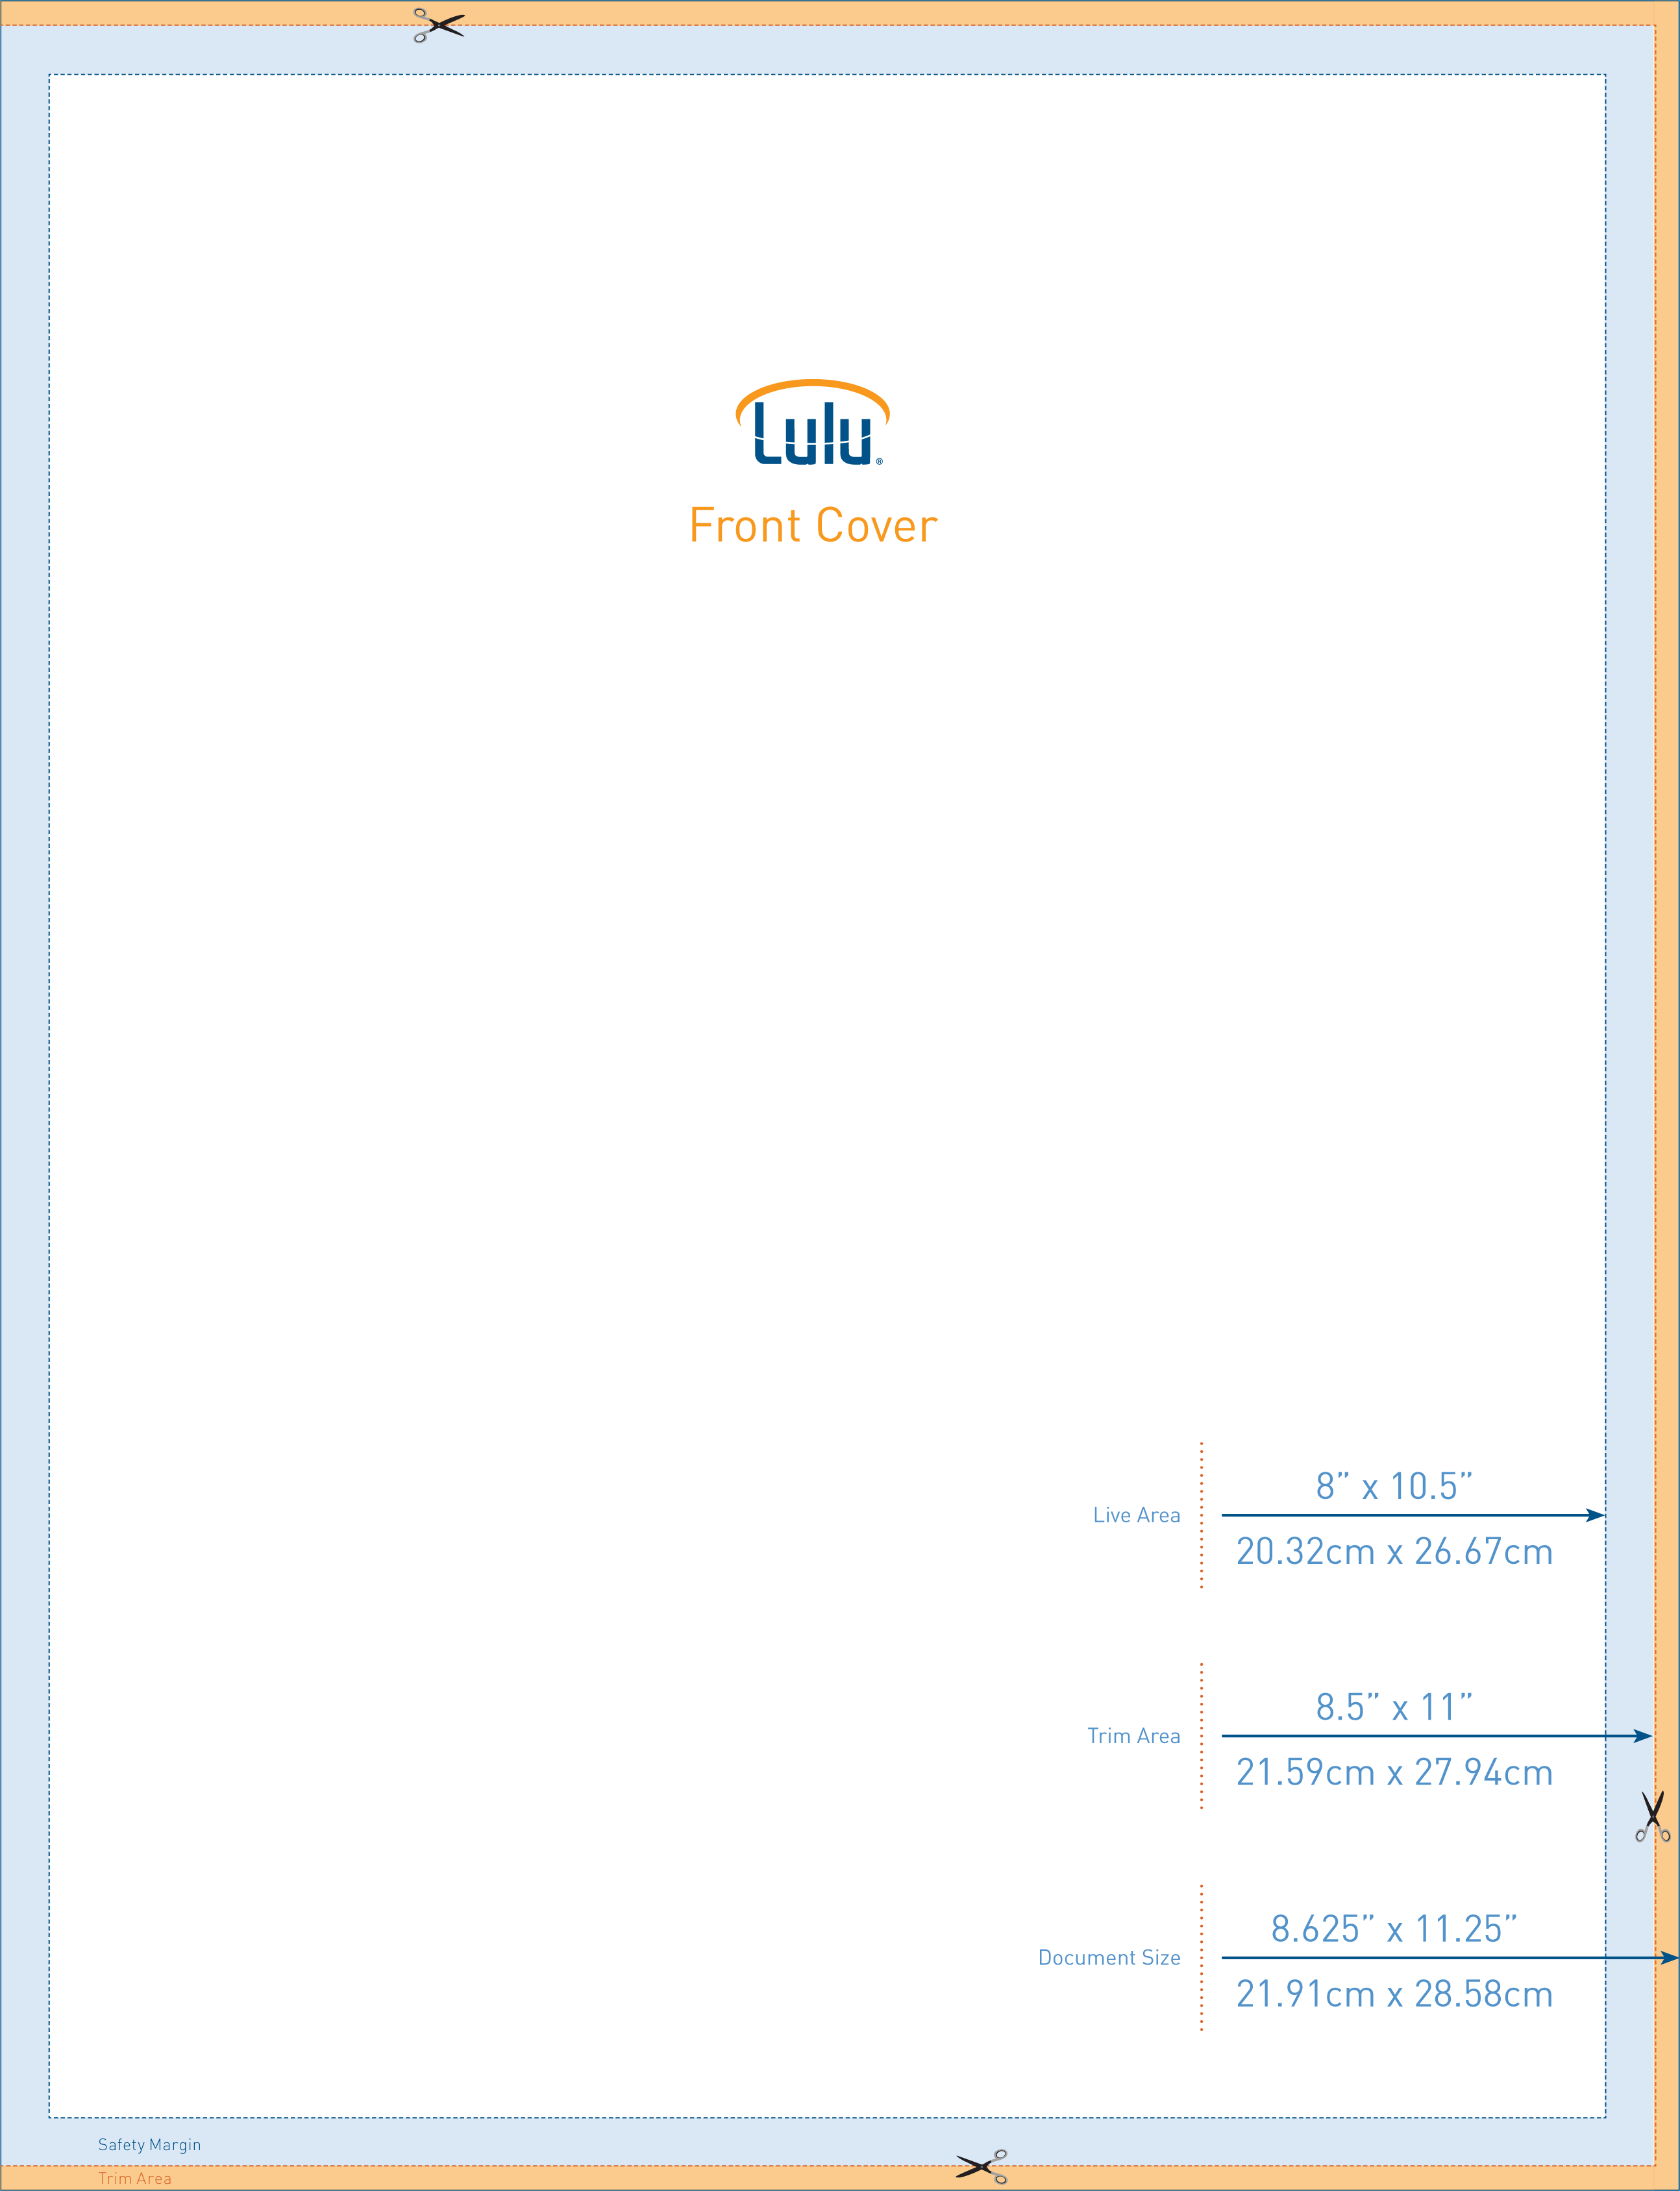 Lulu®
Front Cover
8” x 10.5”
Live Area
20.32cm x 26.67cm
8.5” x 11”
Trim Area
21.59cm x 27.94cm
8.625” x 11.25”
Document Size
21.91cm x 28.58cm
Safety Margin
Trim Area